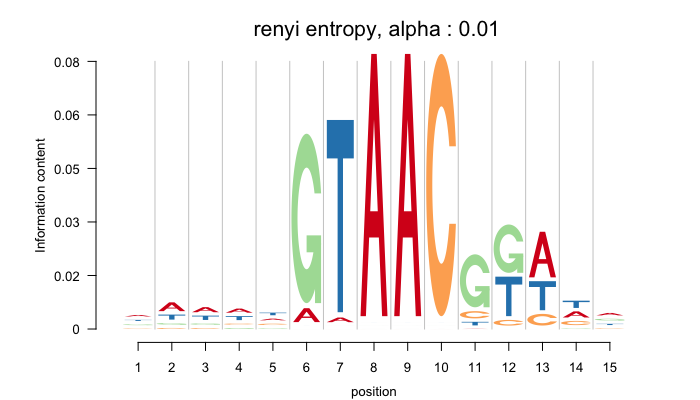 renyi entropy, alpha : 0.01
0.08
0.06
0.05
0.03
0.02
0
Information content
G T A A C G G A
A A T T
1 2 3 4 5 6 7 8 9 10 11 12 13 14 15
position